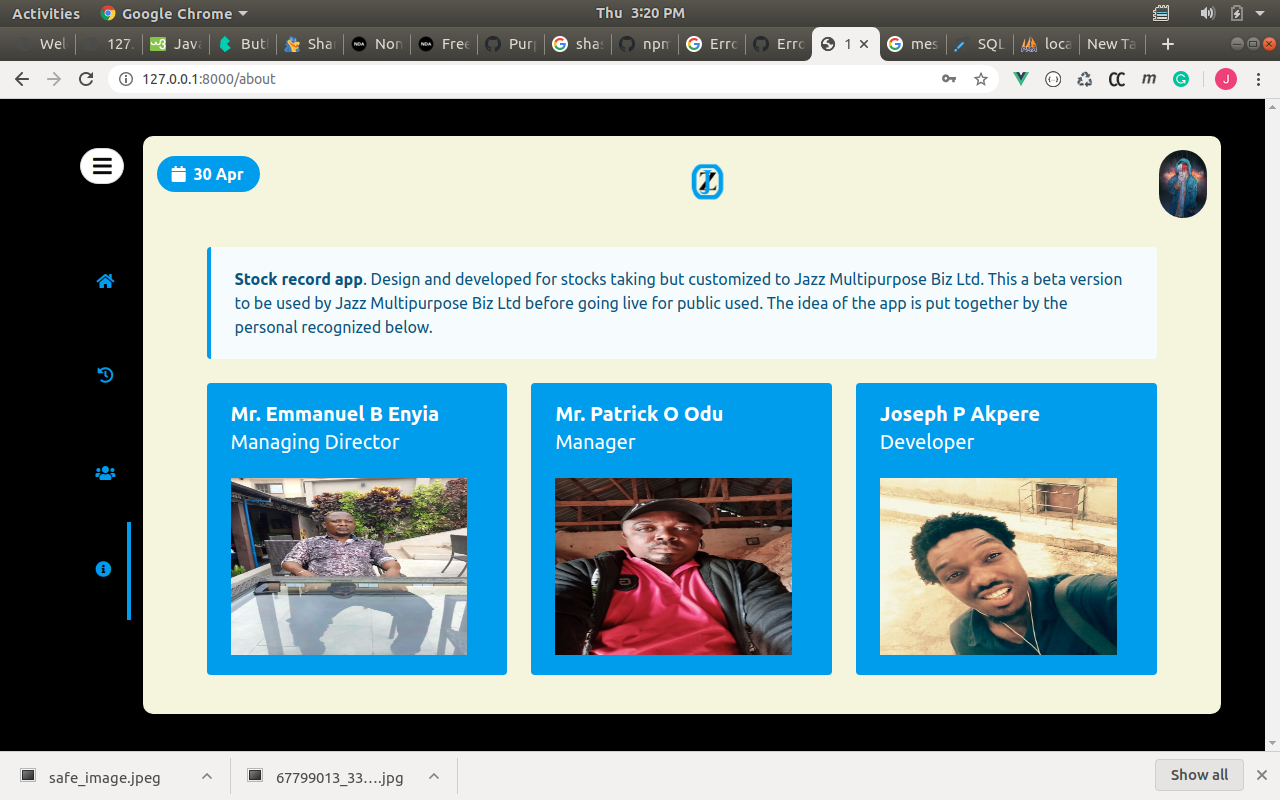 Activities
Google Chrome
Thu 3:20 PM
Wel
127.
Java
But
Sha
Non
Free
Purp
shas
npm
Erro
Erro
1
mes
SQL
loca
New Ta
127.0.0.1:8000/about
CC
m
J
30 Apr
Z
Stock record app. Design and developed for stocks taking but customized to Jazz Multipurpose Biz Ltd. This a beta version
to be used by Jazz Multipurpose Biz Ltd before going live for public used. The idea of the app is put together by the
personal recognized below.
Mr. Emmanuel B Enyia
Managing Director
Mr. Patrick O Odu
Manager
Joseph P Akpere
Developer
safe_image.jpeg
67799013_33....jpg
Show all